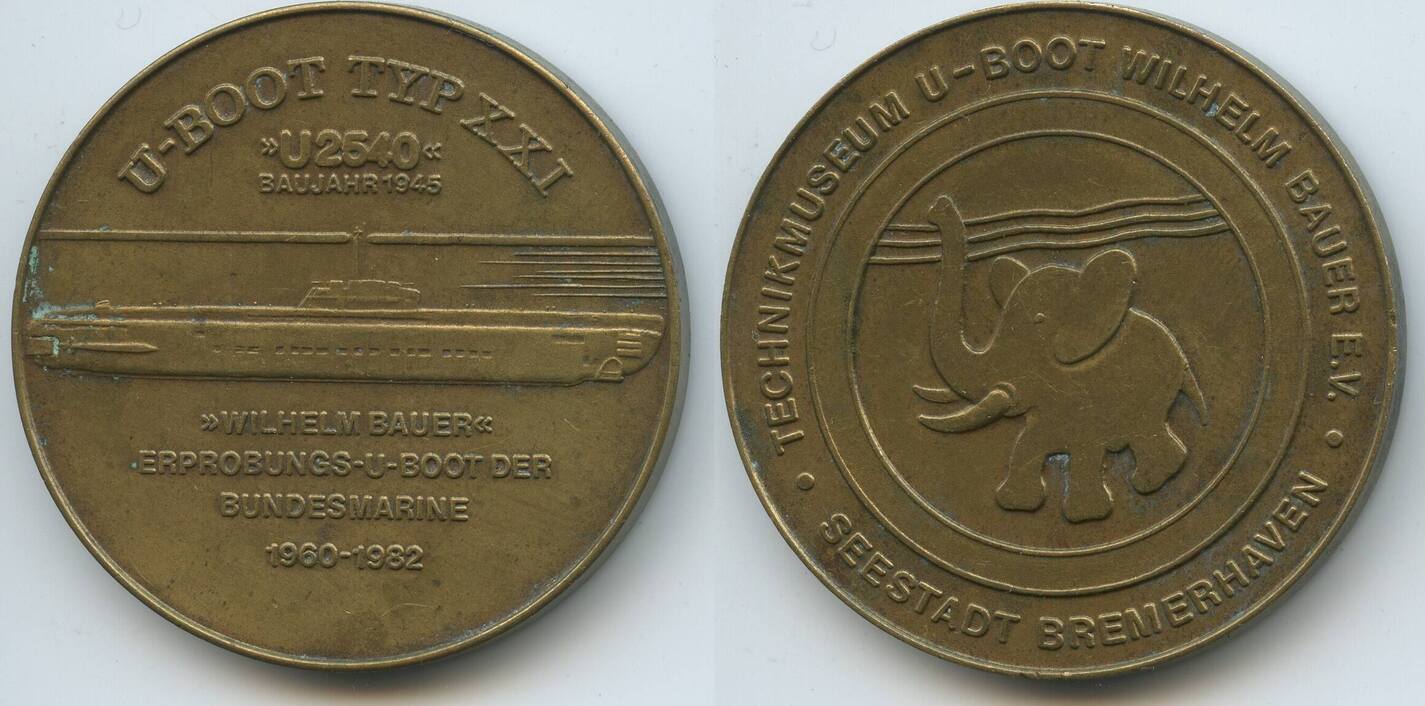 U-BOOT TYP XXI
»U2540«
BAUJAHR 1945
»WILHELM BAUER«
ERPROBUNGS-U-BOOT DER
BUNDESMARINE
1960-1982
• TECHNIKMUSEUM U-BOOT WILHELM BAUER E.V. •
SEESTADT BREMERHAVEN